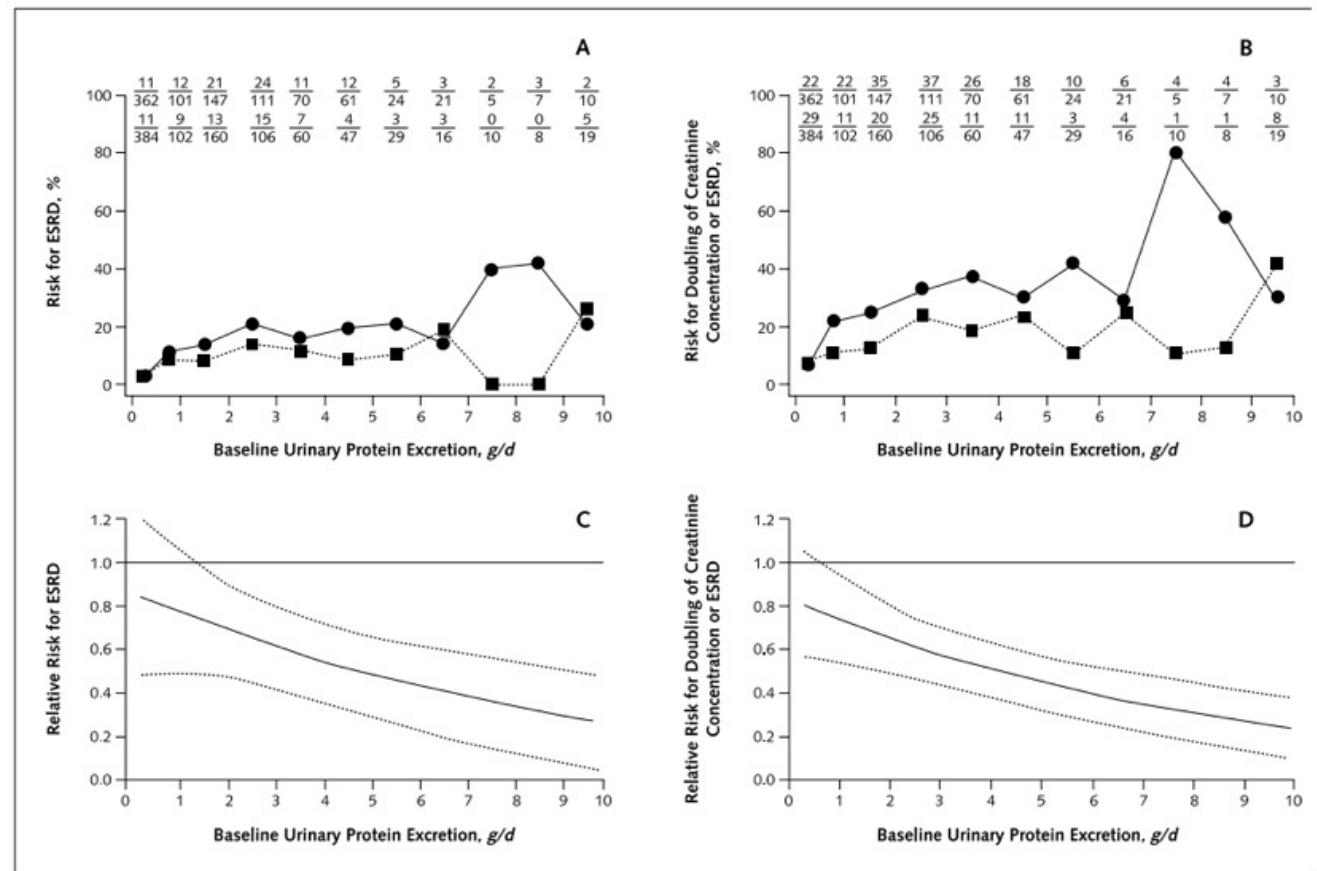 A
11 12 21 24 11 12 5 3 2 3 2
362 101 147 111 70 61 24 21 5 7 10
11 9 13 15 7 4 3 3 0 0 5
384 102 160 106 60 47 29 16 10 8 19
100
80
60
40
20
0
Risk for ESRD, %
0 1 2 3 4 5 6 7 8 9 10
Baseline Urinary Protein Excretion, g/d
B
22 22 35 37 26 18 10 6 4 4 3
362 101 147 111 70 61 24 21 5 7 10
29 11 20 25 11 11 3 4 1 1 8
384 102 160 106 60 47 29 16 10 8 19
100
80
60
40
20
0
Risk for Doubling of Creatinine
Concentration or ESRD, %
0 1 2 3 4 5 6 7 8 9 10
Baseline Urinary Protein Excretion, g/d
C
1.2
1.0
0.8
0.6
0.4
0.2
0.0
Relative Risk for ESRD
0 1 2 3 4 5 6 7 8 9 10
Baseline Urinary Protein Excretion, g/d
D
1.2
1.0
0.8
0.6
0.4
0.2
0.0
Relative Risk for Doubling of Creatinine
Concentration or ESRD
0 1 2 3 4 5 6 7 8 9 10
Baseline Urinary Protein Excretion, g/d